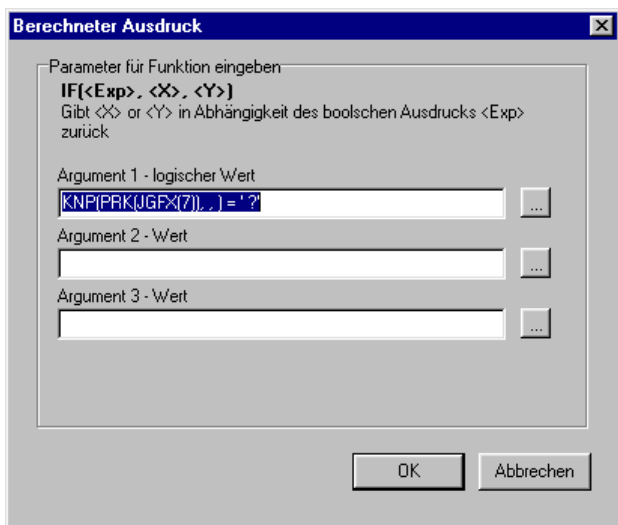 Berechneter Ausdruck
Parameter für Funktion eingeben
IF(<Exp>, <X>, <Y>)
Gibt <X> or <Y> in Abhängigkeit des boolschen Ausdrucks <Exp>
zurück
Argument 1 - logischer Wert
KNP(PRK(JGFX(7)), , ) = ' ?'
...
Argument 2 - Wert
...
Argument 3 - Wert
...
OK
Abbrechen